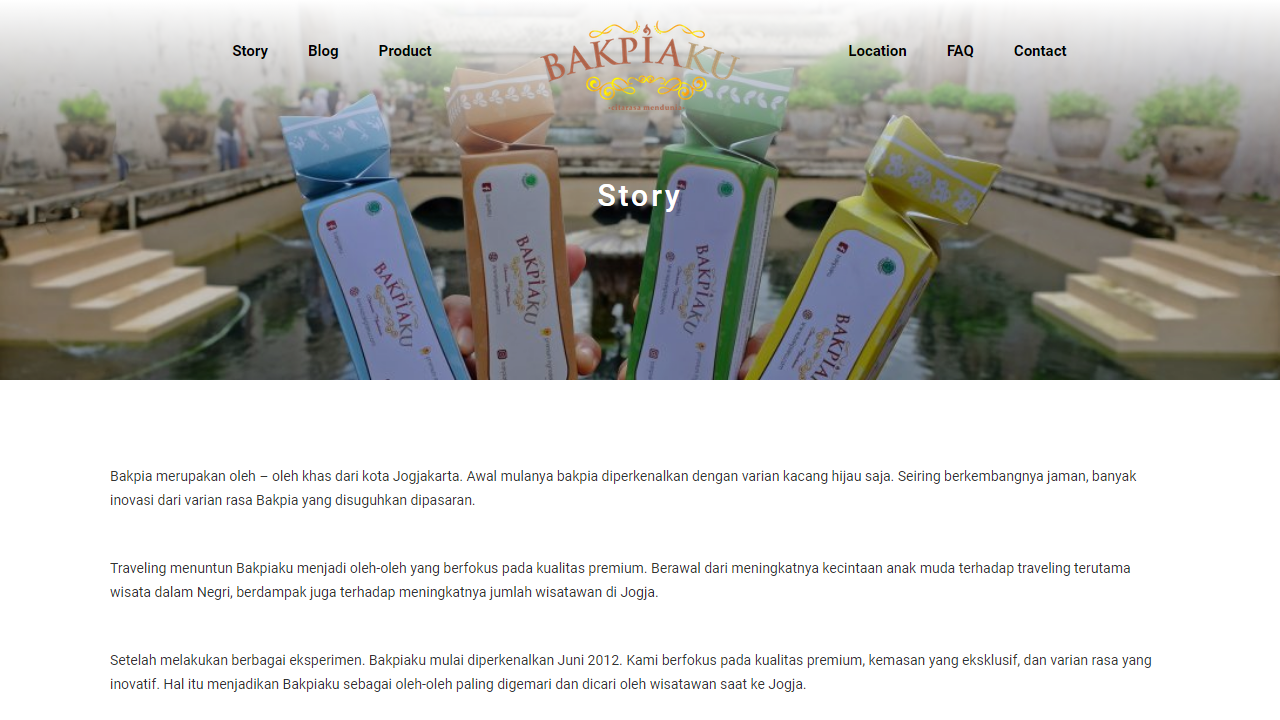 Story
Blog
Product
BAKPIAKU
Location
FAQ
Contact
Story
BAKPIAKU
BAKPIAKU
BAKPIAKU
BAKPIAKU
Bakpia merupakan oleh – oleh khas dari kota Jogjakarta. Awal mulanya bakpia diperkenalkan dengan varian kacang hijau saja. Seiring berkembangnya jaman, banyak
inovasi dari varian rasa Bakpia yang disuguhkan dipasaran.
Traveling menuntun Bakpiaku menjadi oleh-oleh yang berfokus pada kualitas premium. Berawal dari meningkatnya kecintaan anak muda terhadap traveling terutama
wisata dalam Negri, berdampak juga terhadap meningkatnya jumlah wisatawan di Jogja.
Setelah melakukan berbagai eksperimen. Bakpiaku mulai diperkenalkan Juni 2012. Kami berfokus pada kualitas premium, kemasan yang eksklusif, dan varian rasa yang
inovatif. Hal itu menjadikan Bakpiaku sebagai oleh-oleh paling digemari dan dicari oleh wisatawan saat ke Jogja.